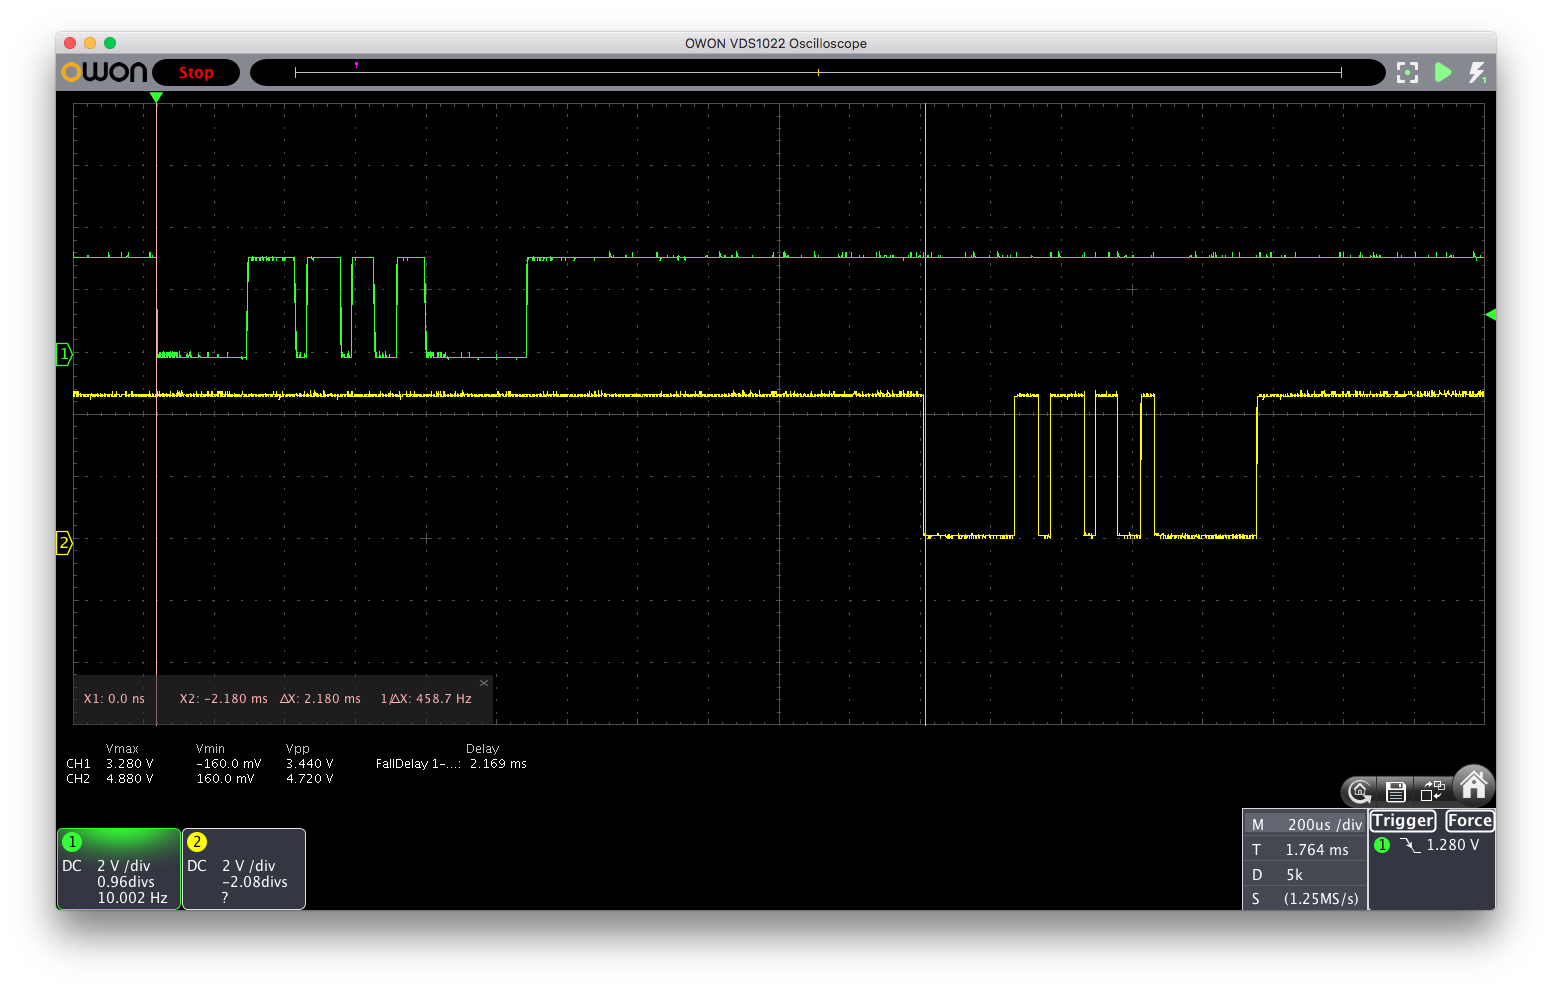 OWON VDS1022 Oscilloscope
owon
Stop
1
1
2
X1: 0.0 ns X2: -2.180 ms ΔX: 2.180 ms 1/ΔX: 458.7 Hz
Vmax Vmin Vpp Delay
CH1 3.280 V -160.0 mV 3.440 V FallDelay 1-...: 2.169 ms
CH2 4.880 V 160.0 mV 4.720 V
1
DC 2 V /div
0.96divs
10.002 Hz
2
DC 2 V /div
-2.08divs
?
M 200us /div
T 1.764 ms
D 5k
S (1.25MS/s)
Trigger Force
1 1.280 V